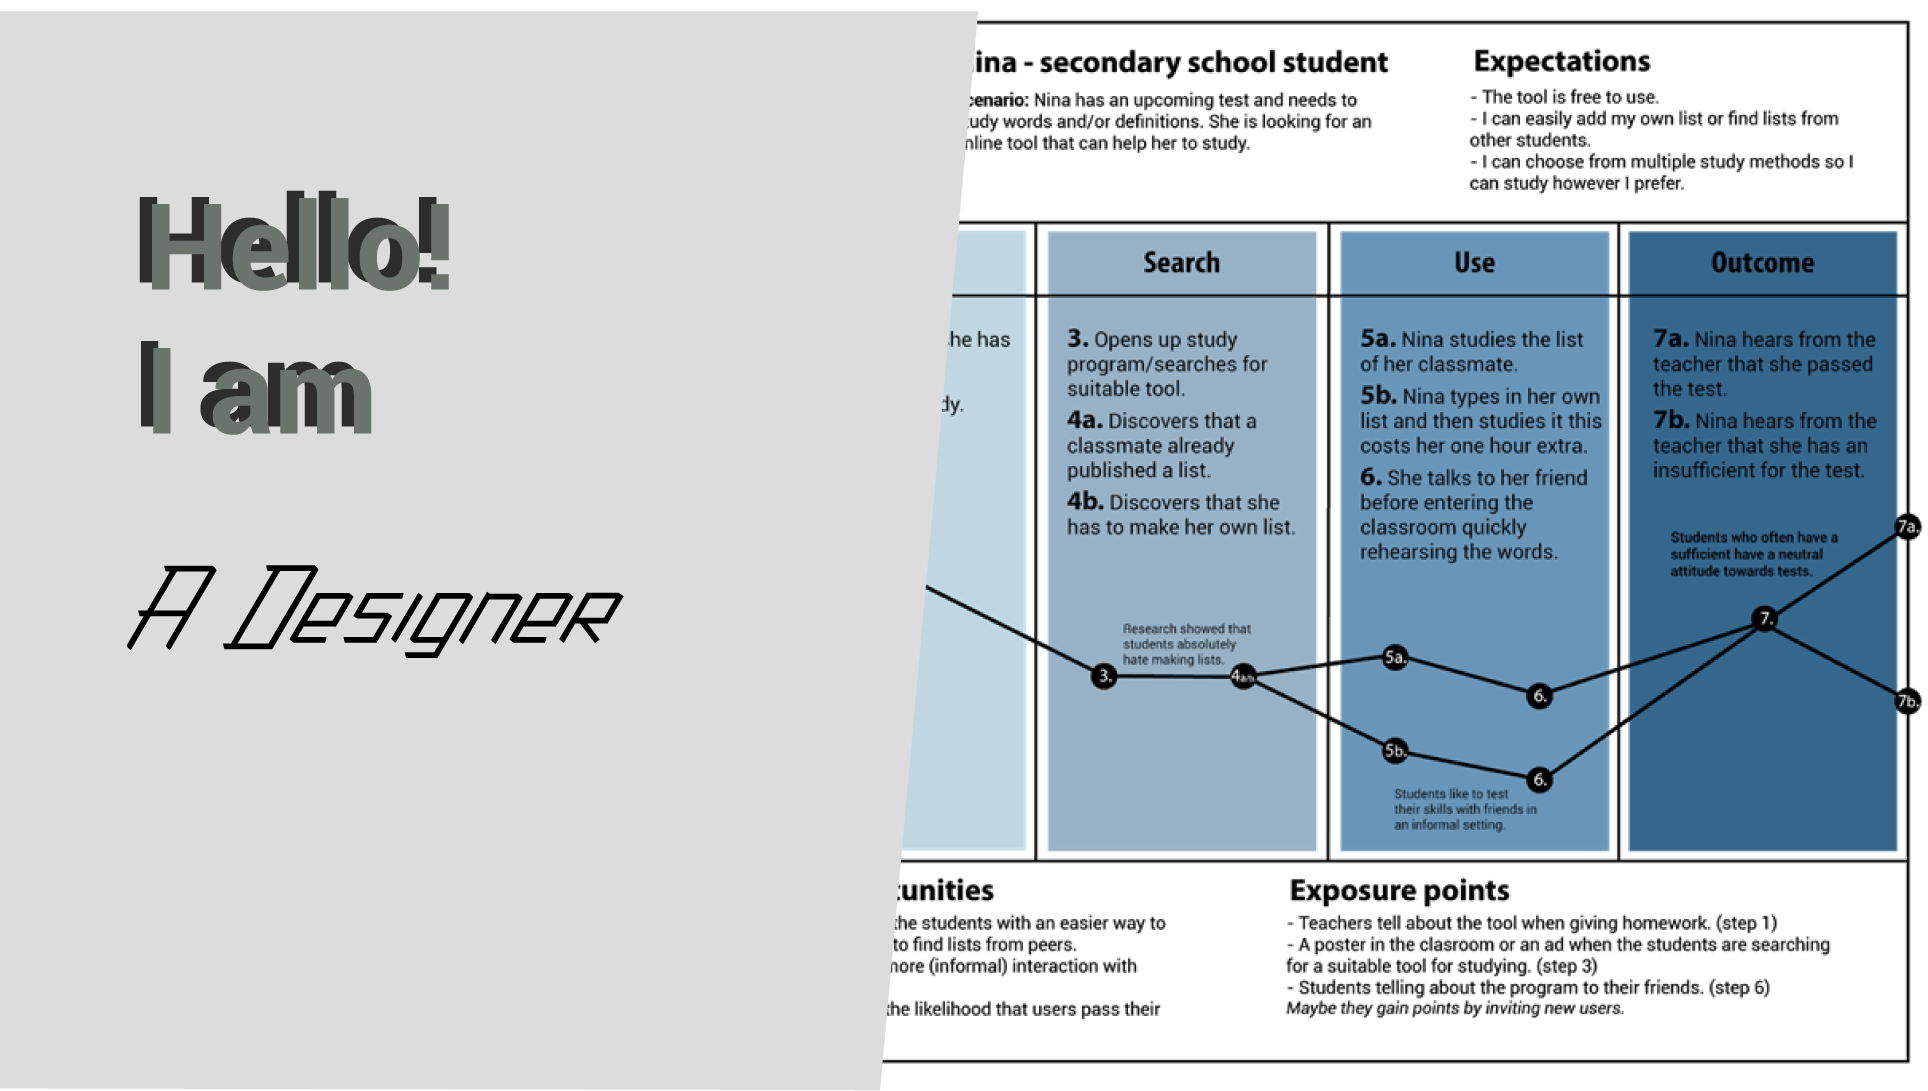 Hello!
I am
A Designer
ina - secondary school student
cenario: Nina has an upcoming test and needs to
udy words and/or definitions. She is looking for an
nline tool that can help her to study.
Expectations
- The tool is free to use.
- I can easily add my own list or find lists from
other students.
- I can choose from multiple study methods so I
can study however I prefer.
he has
dy.
Search
3. Opens up study
program/searches for
suitable tool.
4a. Discovers that a
classmate already
published a list.
4b. Discovers that she
has to make her own list.
Research showed that
students absolutely
hate making lists.
3.
4a/b.
Use
5a. Nina studies the list
of her classmate.
5b. Nina types in her own
list and then studies it this
costs her one hour extra.
6. She talks to her friend
before entering the
classroom quickly
rehearsing the words.
5a.
6.
5b.
6.
Students like to test
their skills with friends in
an informal setting.
Outcome
7a. Nina hears from the
teacher that she passed
the test.
7b. Nina hears from the
teacher that she has an
insufficient for the test.
Students who often have a
sufficient have a neutral
attitude towards tests.
7a.
7.
7b.
tunities
the students with an easier way to
to find lists from peers.
more (informal) interaction with
the likelihood that users pass their
Exposure points
- Teachers tell about the tool when giving homework. (step 1)
- A poster in the clasroom or an ad when the students are searching
for a suitable tool for studying. (step 3)
- Students telling about the program to their friends. (step 6)
Maybe they gain points by inviting new users.